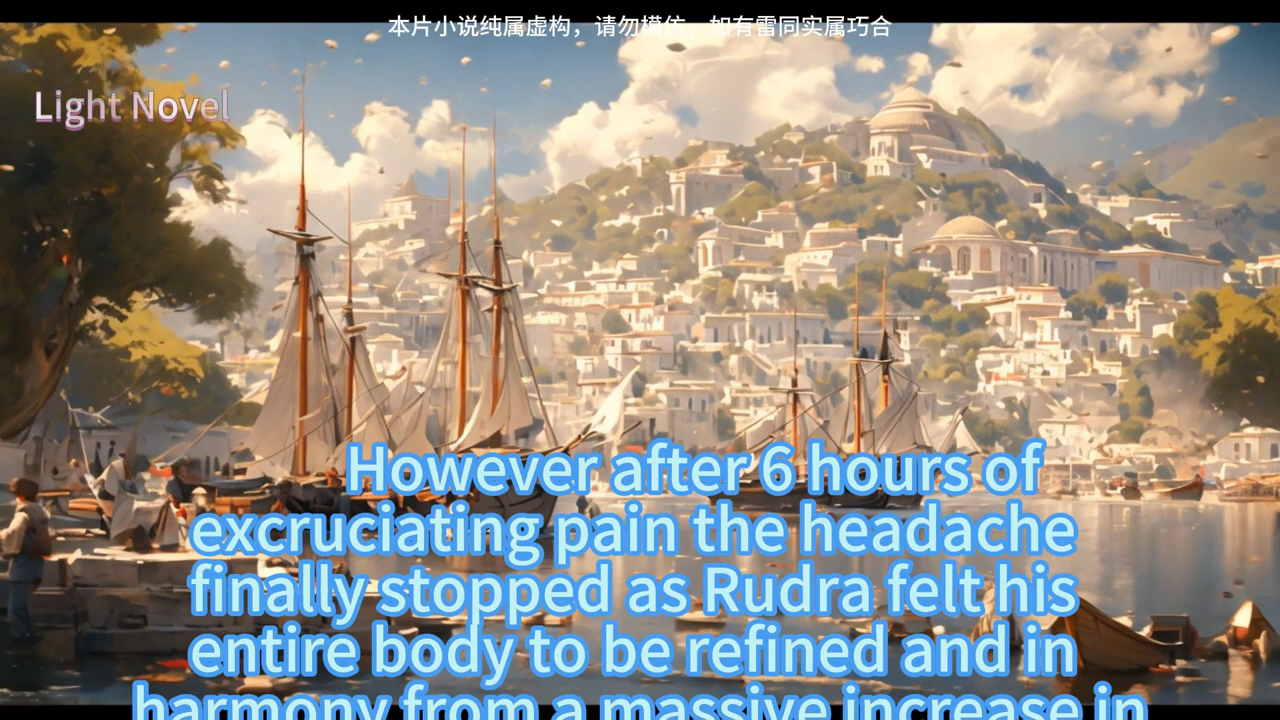 本片小说纯属虚构，请勿模仿，如有雷同实属巧合
Light Novel
However after 6 hours of
excruciating pain the headache
finally stopped as Rudra felt his
entire body to be refined and in
harmony from a massive increase in